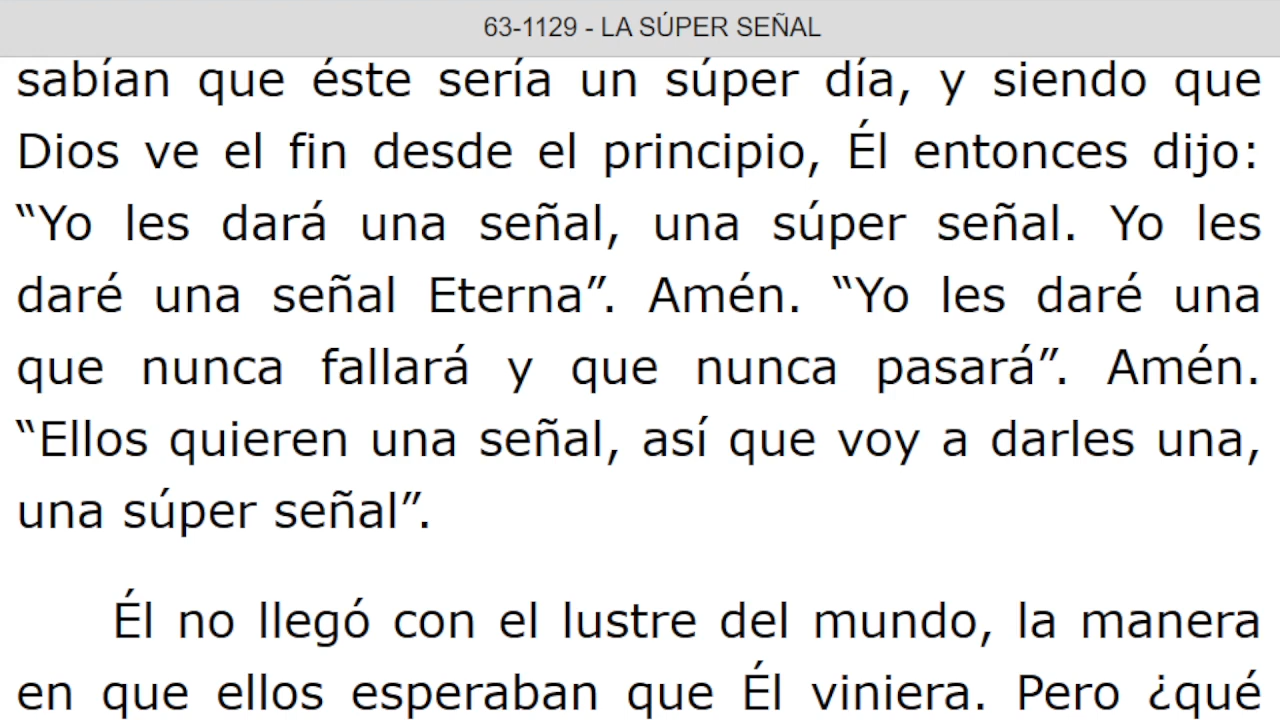 63-1129 - LA SÚPER SEÑAL
sabían que éste sería un súper día, y siendo que
Dios ve el fin desde el principio, Él entonces dijo:
“Yo les dará una señal, una súper señal. Yo les
daré una señal Eterna”. Amén. “Yo les daré una
que nunca fallará y que nunca pasará”. Amén.
“Ellos quieren una señal, así que voy a darles una,
una súper señal”.
Él no llegó con el lustre del mundo, la manera
en que ellos esperaban que Él viniera. Pero ¿qué